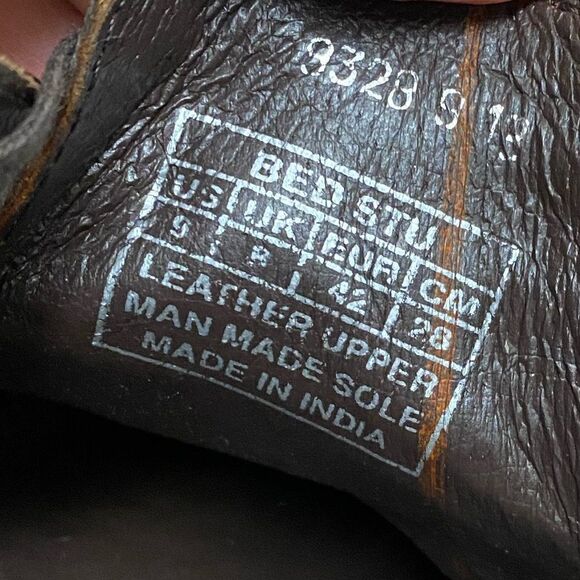 9328 9 13
BED STU
US UK EUR CM
9 8 42 28
LEATHER UPPER
MAN MADE SOLE
MADE IN INDIA